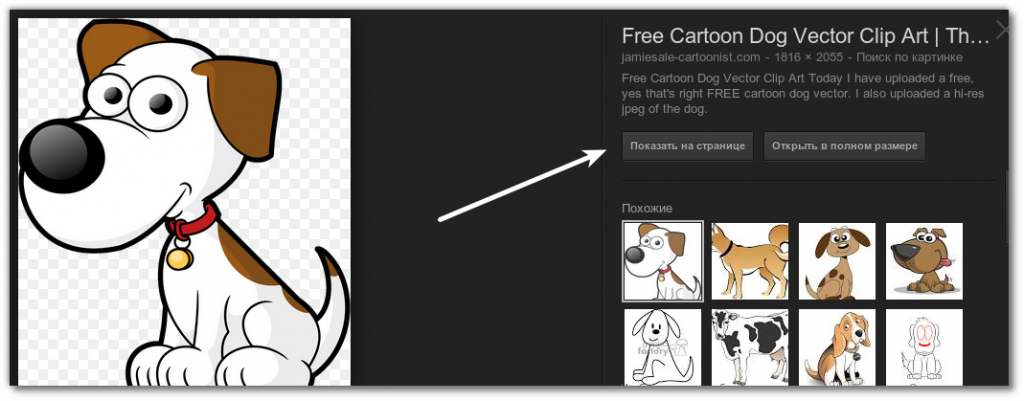 Free Cartoon Dog Vector Clip Art | Th...
jamiesale-cartoonist.com - 1816 × 2055 - Поиск по картинке
Free Cartoon Dog Vector Clip Art Today I have uploaded a free,
yes that's right FREE cartoon dog vector. I also uploaded a hi-res
jpeg of the dog.
Показать на странице
Открыть в полном размере
Похожие